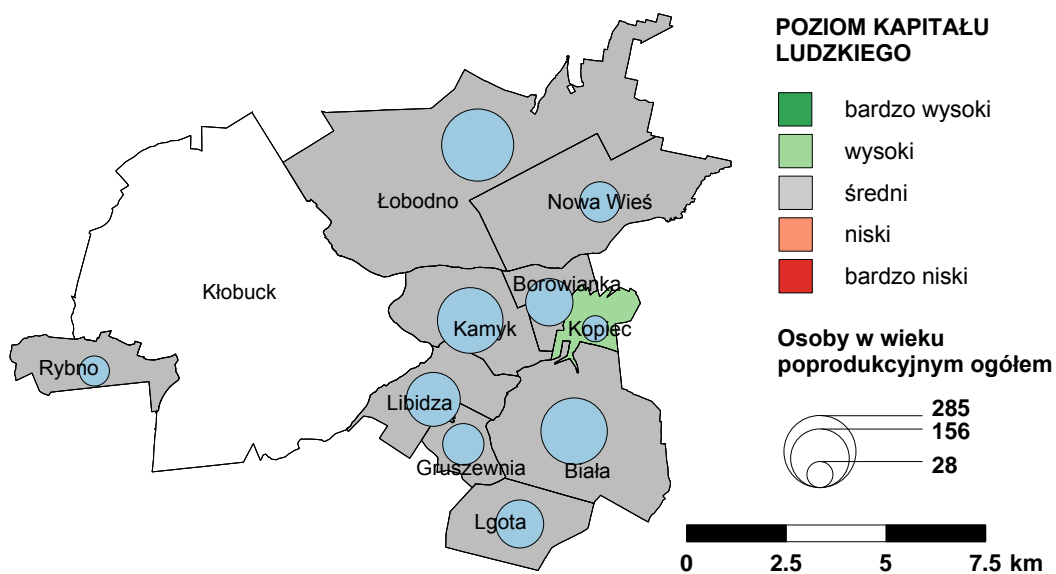 POZIOM KAPITAŁU
LUDZKIEGO
bardzo wysoki
wysoki
średni
niski
bardzo niski
Osoby w wieku
poprodukcyjnym ogółem
285
156
28
0 2.5 5 7.5 km
Łobodno
Nowa Wieś
Borowianka
Kłobuck
Kamyk
Kopiec
Rybno
Libidza
Gruszewnia
Biała
Lgota